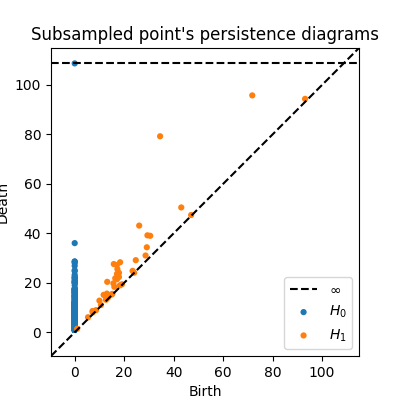 Subsampled point's persistence diagrams
Death
100
80
60
40
20
0
∞
H₀
H₁
0 20 40 60 80 100
Birth